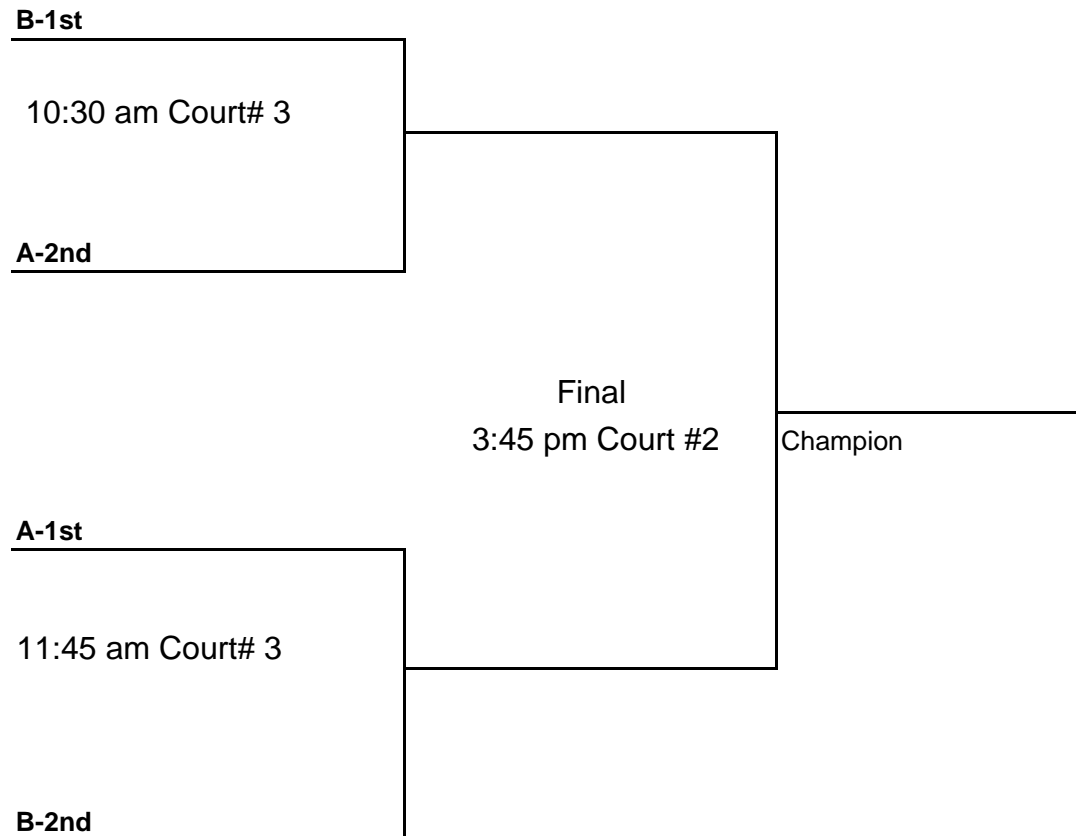 B-1st
10:30 am Court# 3
A-2nd
Final
3:45 pm Court #2
Champion
A-1st
11:45 am Court# 3
B-2nd